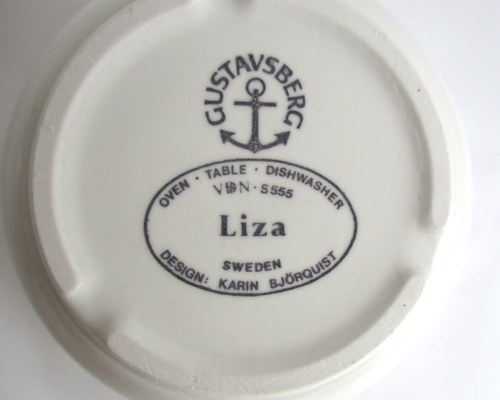 GUSTAVSBERG
OVEN · TABLE · DISHWASHER
VDN · S555
Liza
SWEDEN
DESIGN: KARIN BJÖRQUIST